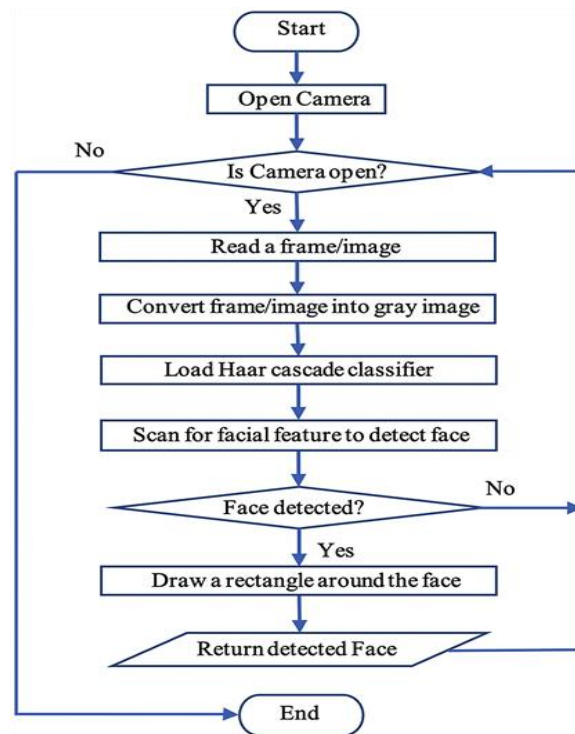 Start
Open Camera
No
Is Camera open?
Yes
Read a frame/image
Convert frame/image into gray image
Load Haar cascade classifier
Scan for facial feature to detect face
No
Face detected?
Yes
Draw a rectangle around the face
Return detected Face
End